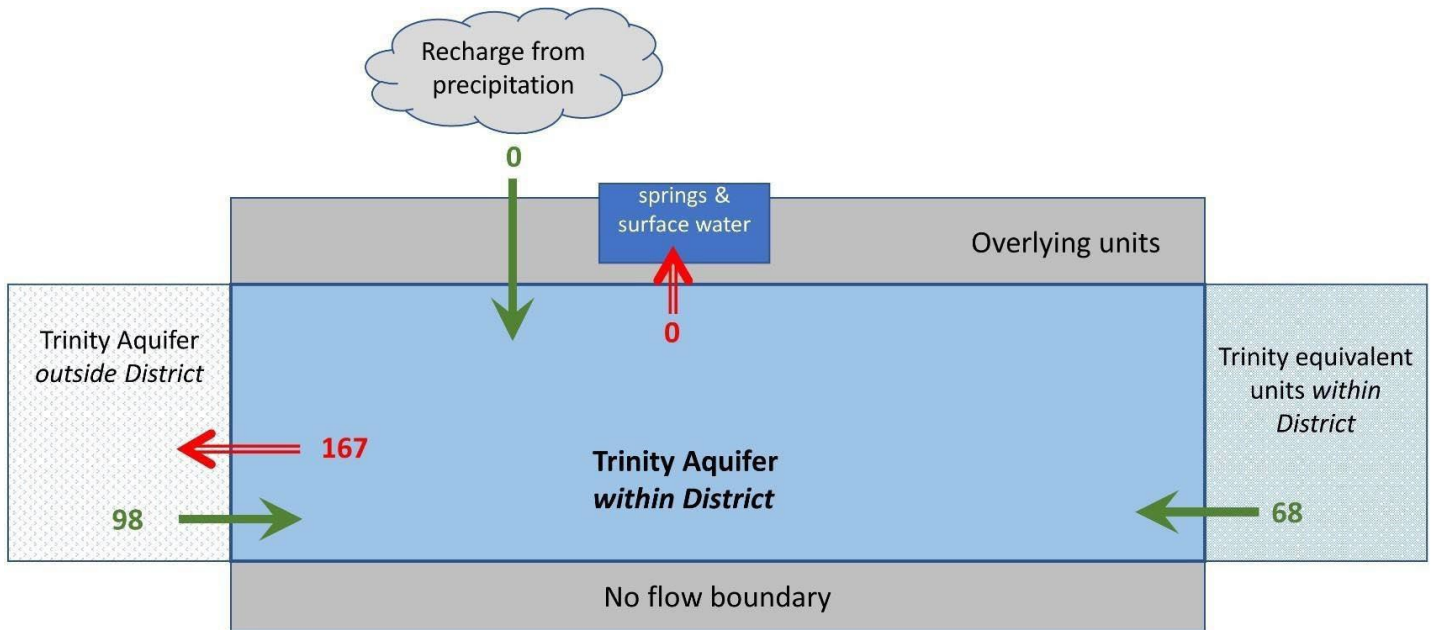 Recharge from
precipitation
0
springs &
surface water
Overlying units
0
Trinity Aquifer
outside District
Trinity equivalent
units within
District
167
Trinity Aquifer
within District
98
68
No flow boundary